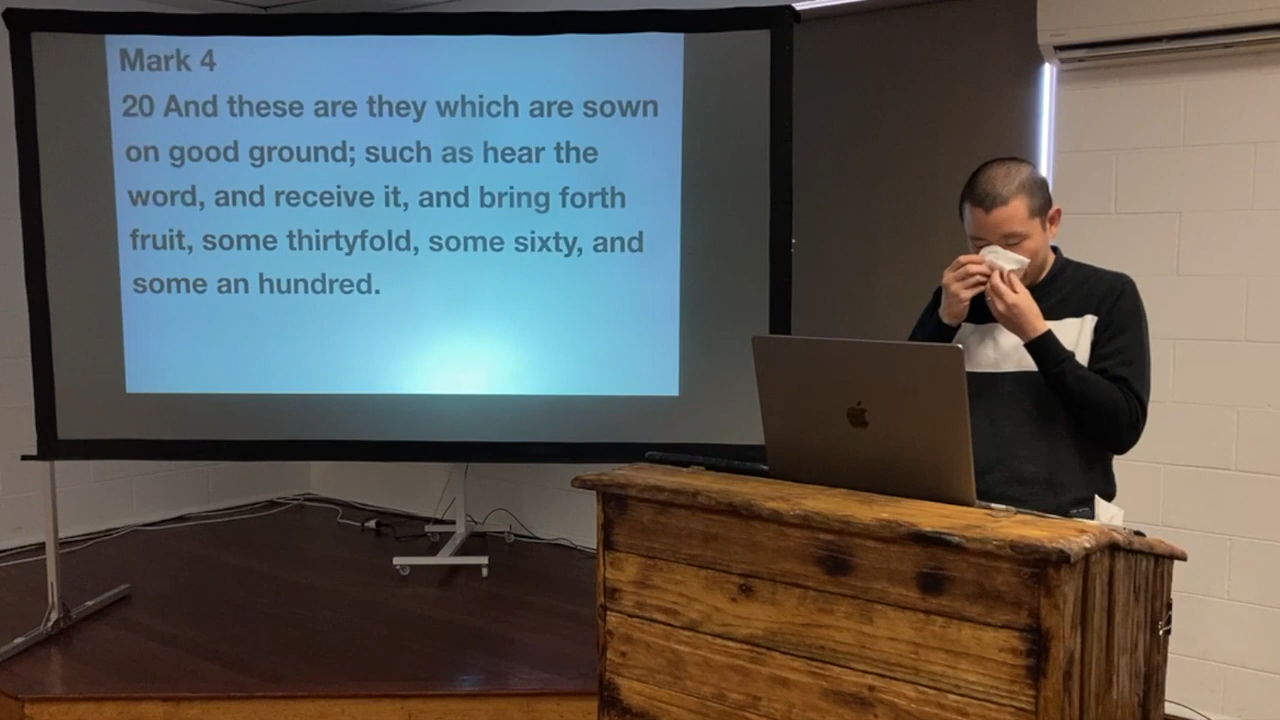 Mark 4
20 And these are they which are sown
on good ground; such as hear the
word, and receive it, and bring forth
fruit, some thirtyfold, some sixty, and
some an hundred.